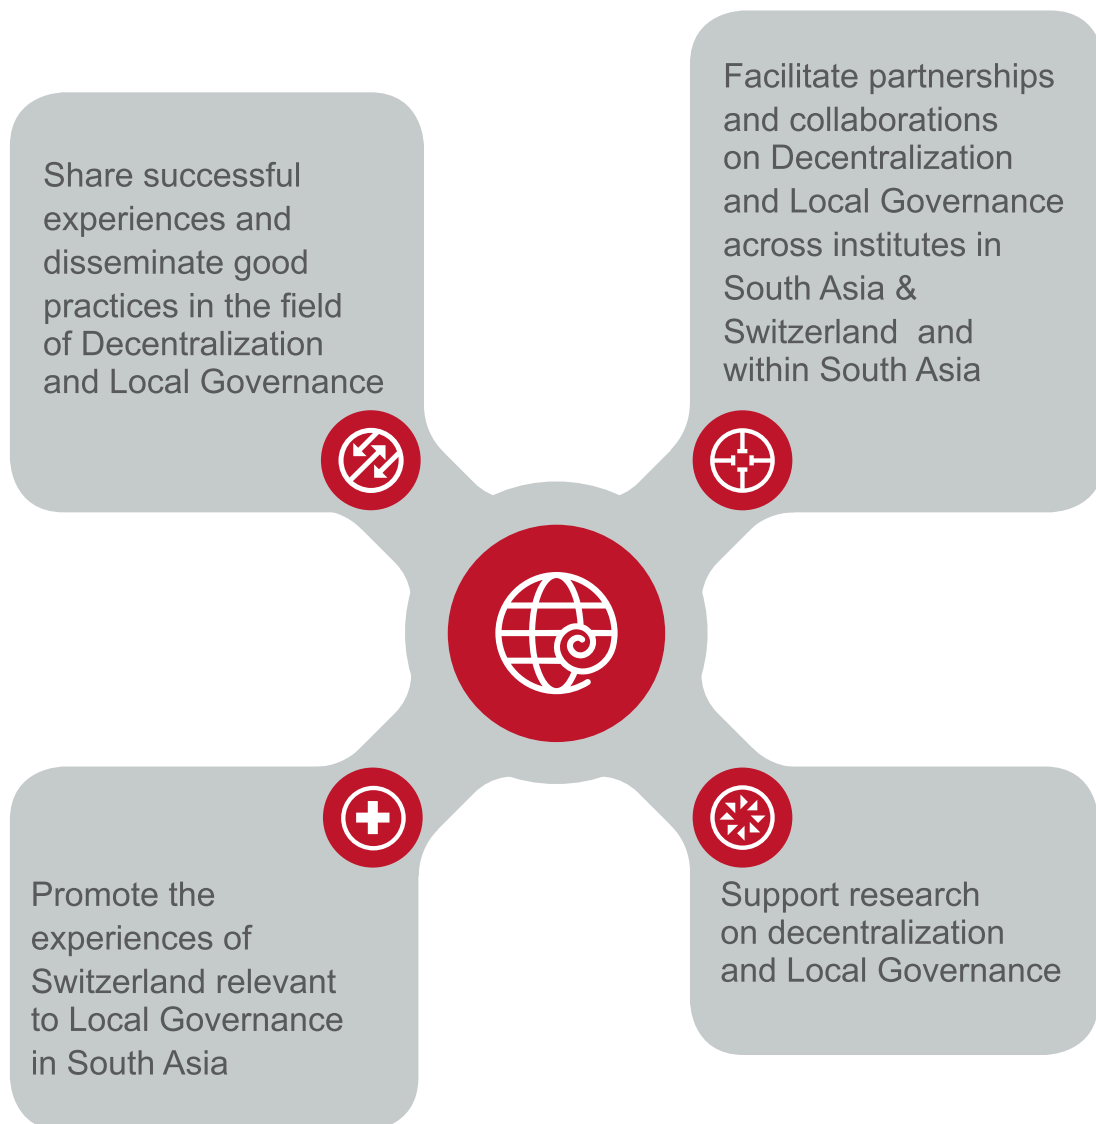 Share successful
experiences and
disseminate good
practices in the field
of Decentralization
and Local Governance
Facilitate partnerships
and collaborations
on Decentralization
and Local Governance
across institutes in
South Asia &
Switzerland  and
within South Asia
Promote the
experiences of
Switzerland relevant
to Local Governance
in South Asia
Support research
on decentralization
and Local Governance